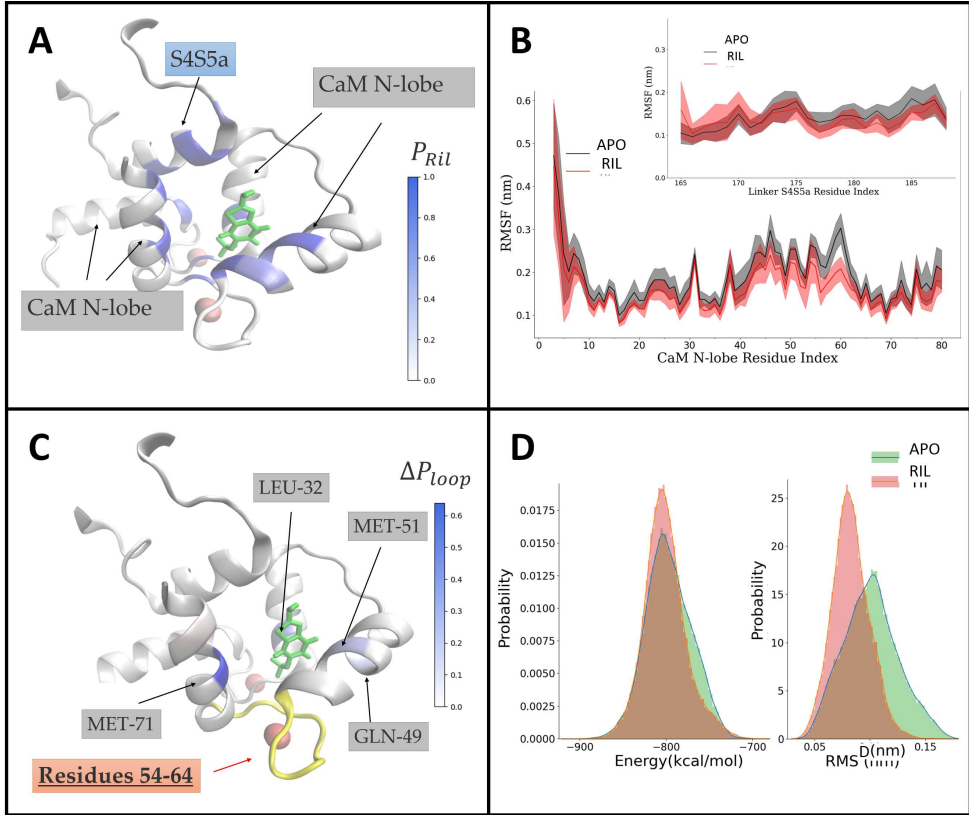 A
S4S5a
CaM N-lobe
CaM N-lobe
P_Ril
1.0
0.8
0.6
0.4
0.2
0.0
B
APO
RIL
RMSF (nm)
0.6
0.5
0.4
0.3
0.2
0.1
0 10 20 30 40 50 60 70 80
CaM N-lobe Residue Index
APO
RIL
RMSF (nm)
0.3
0.2
0.1
0.0
165 170 175 180 185
Linker S4S5a Residue Index
C
LEU-32
MET-51
MET-71
GLN-49
Residues 54-64
ΔP_loop
0.6
0.5
0.4
0.3
0.2
0.1
0.0
D
APO
RIL
Probability
0.0175
0.0150
0.0125
0.0100
0.0075
0.0050
0.0025
0.0000
−900 −800 −700
Energy(kcal/mol)
Probability
25
20
15
10
5
0
0.05 0.15
RMSD(nm)